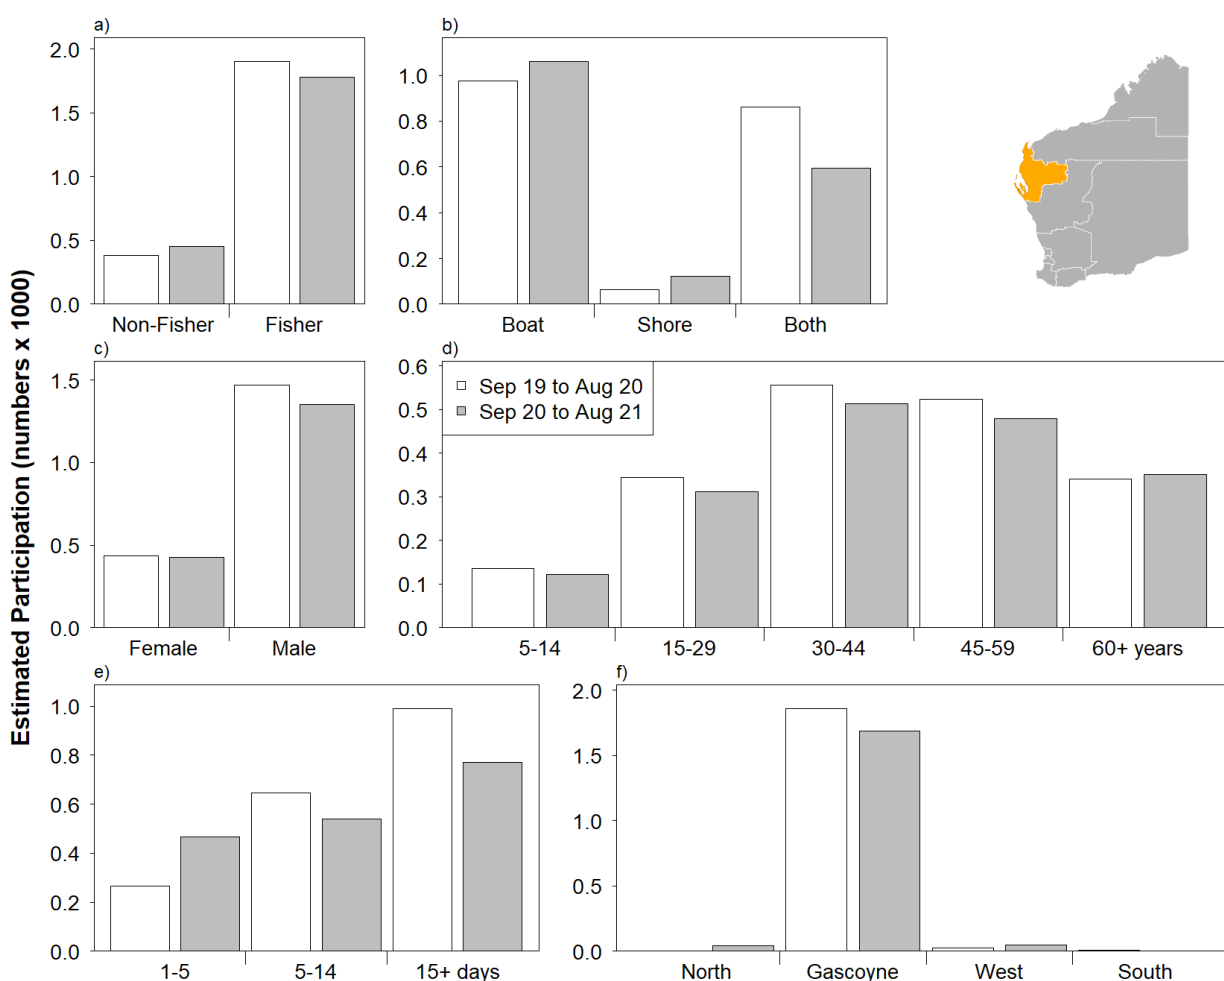 a)
2.0
1.5
1.0
0.5
0.0
Non-Fisher Fisher
b)
1.0
0.8
0.6
0.4
0.2
0.0
Boat Shore Both
Estimated Participation (numbers x 1000)
c)
1.5
1.0
0.5
0.0
Female Male
d)
0.6
0.5
0.4
0.3
0.2
0.1
0.0
Sep 19 to Aug 20
Sep 20 to Aug 21
5-14 15-29 30-44 45-59 60+ years
e)
1.0
0.8
0.6
0.4
0.2
0.0
1-5 5-14 15+ days
f)
2.0
1.5
1.0
0.5
0.0
North Gascoyne West South